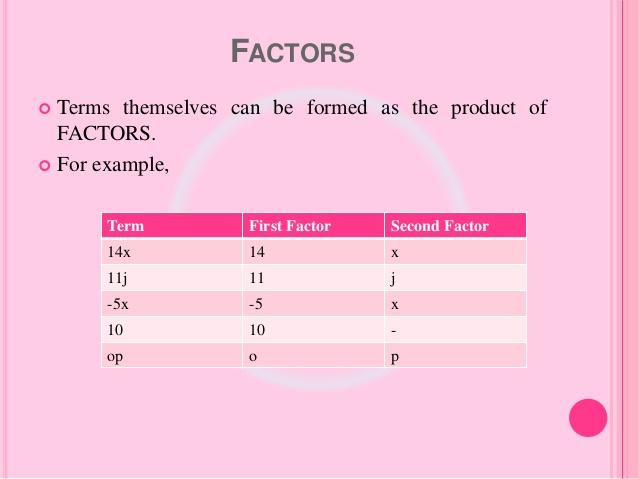 FACTORS
Terms themselves can be formed as the product of
FACTORS.
For example,
Term First Factor Second Factor
14x 14 x
11j 11 j
-5x -5 x
10 10 -
op o p